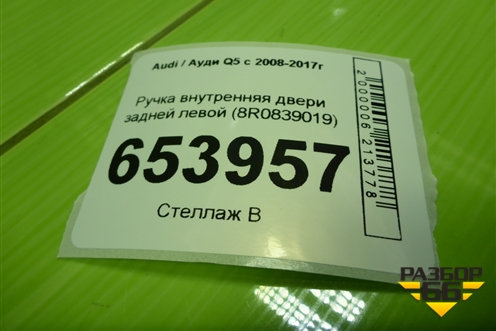 Audi / Ауди Q5 с 2008-2017г
Ручка внутренняя двери
задней левой (8R0839019)
653957
Стеллаж В
2000006213778
РАЗБОР
66